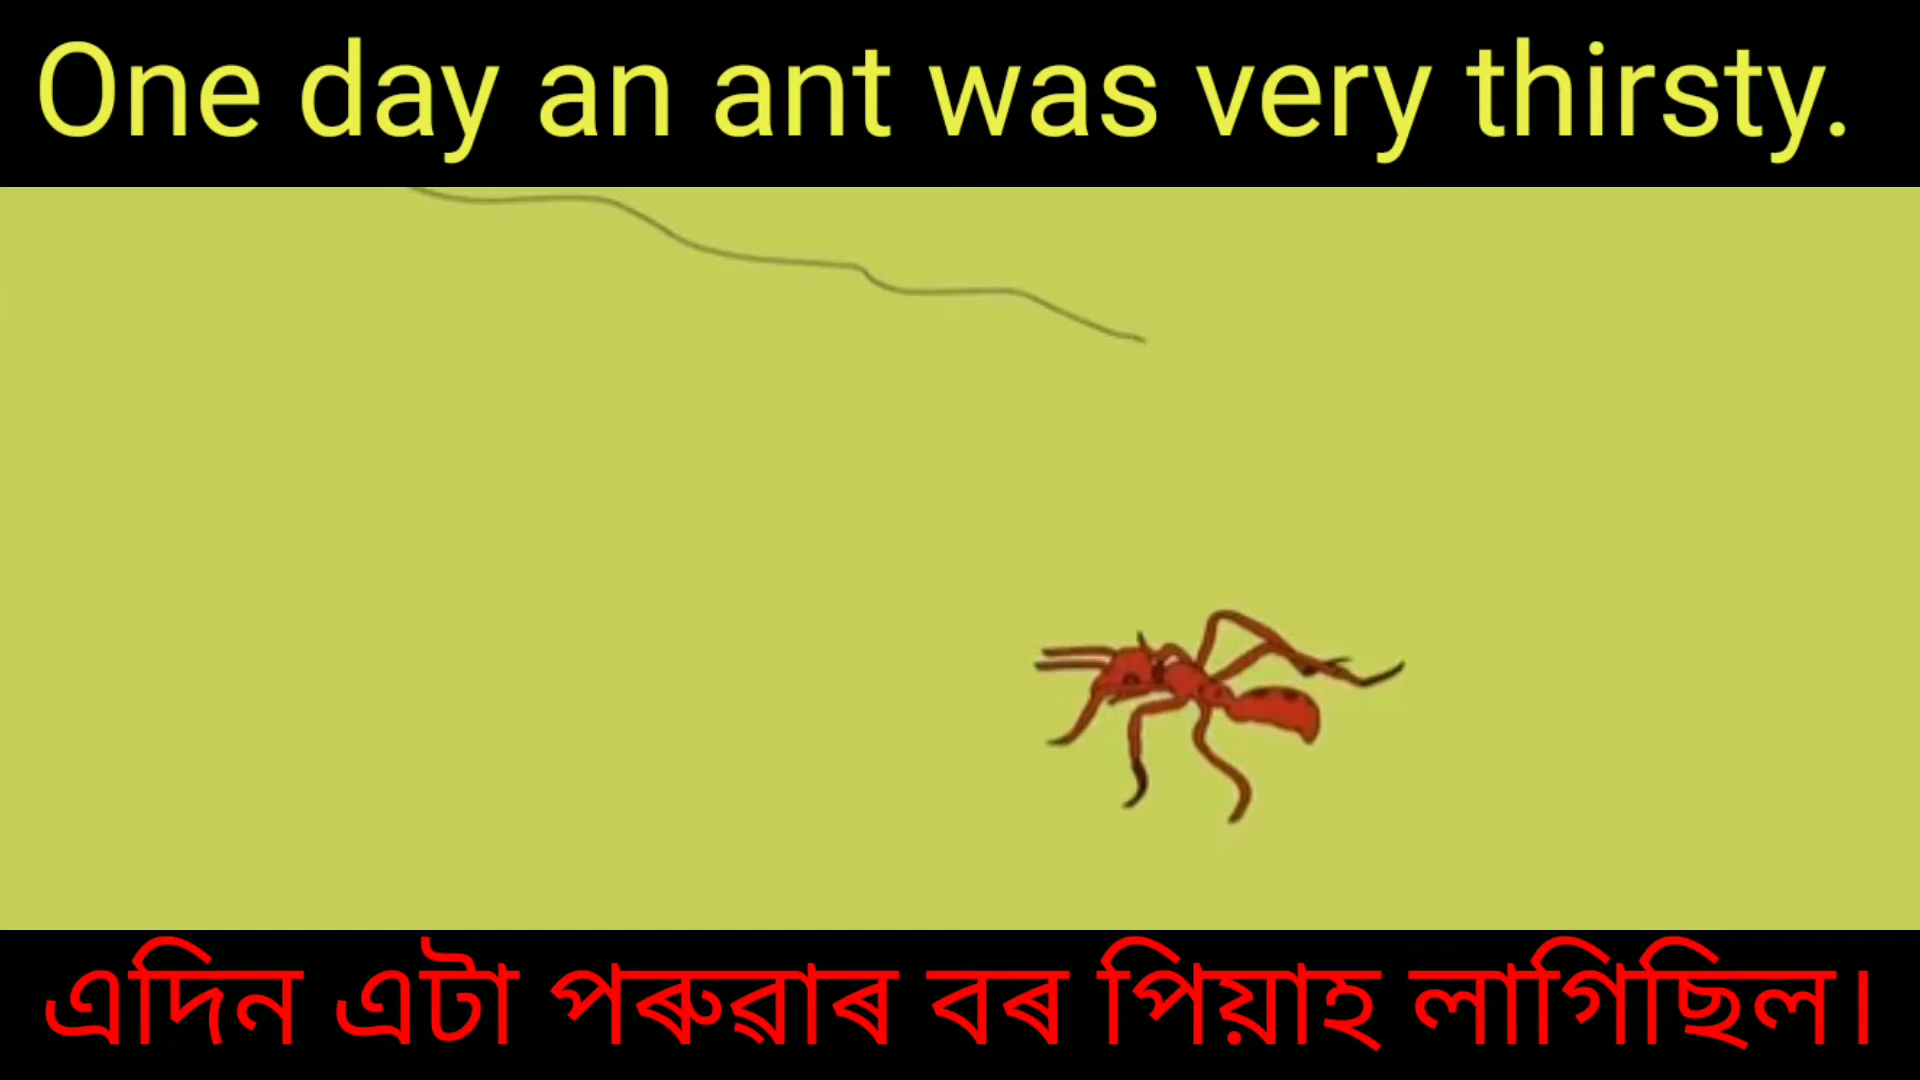 One day an ant was very thirsty.
এদিন এটা পৰুৱাৰ বৰ পিয়াহ লাগিছিল।